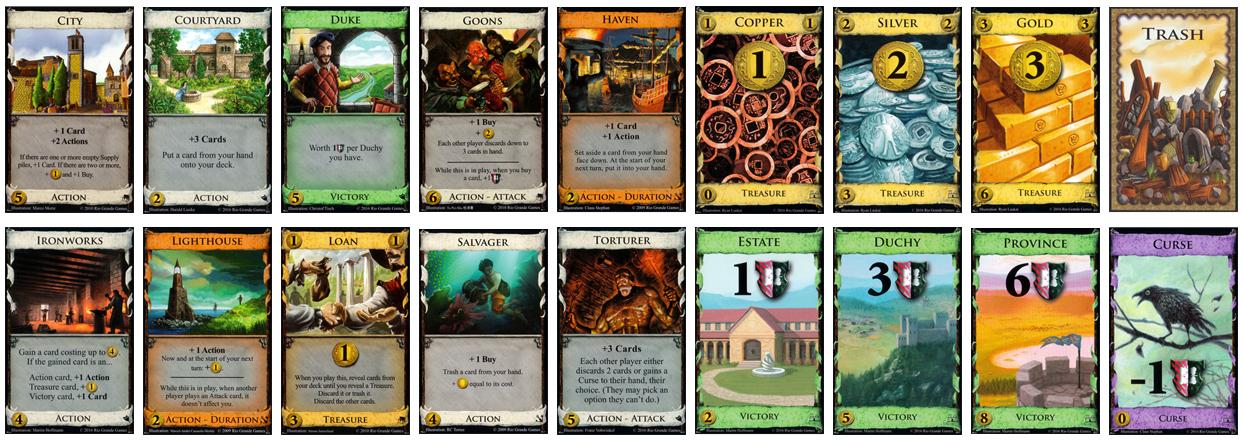 CITY
+1 Card
+2 Actions
If there are one or more empty Supply
piles, +1 Card. If there are two or more,
+ 1 and +1 Buy.
5 ACTION
COURTYARD
+3 Cards
Put a card from your hand
onto your deck.
2 ACTION
DUKE
Worth 1 per Duchy
you have.
5 VICTORY
GOONS
+1 Buy
+ 2
Each other player discards down to
3 cards in hand.
While this is in play, when you buy
a card, +1
6 ACTION - ATTACK
HAVEN
+1 Card
+1 Action
Set aside a card from your hand
face down. At the start of your
next turn, put it into your hand.
2 ACTION - DURATION
1 COPPER 1
1
0 TREASURE
2 SILVER 2
2
3 TREASURE
3 GOLD 3
3
6 TREASURE
TRASH
IRONWORKS
Gain a card costing up to 4
If the gained card is an...
Action card, +1 Action
Treasure card, + 1
Victory card, +1 Card
4 ACTION
LIGHTHOUSE
+1 Action
Now and at the start of your next
turn: + 1
While this is in play, when another
player plays an Attack card, it
doesn't affect you.
2 ACTION - DURATION
1 LOAN 1
1
When you play this, reveal cards from
your deck until you reveal a Treasure.
Discard it or trash it.
Discard the other cards.
3 TREASURE
SALVAGER
+1 Buy
Trash a card from your hand.
+ equal to its cost.
4 ACTION
TORTURER
+3 Cards
Each other player either
discards 2 cards or gains a
Curse to their hand, their
choice. (They may pick an
option they can't do.)
5 ACTION - ATTACK
ESTATE
1
2 VICTORY
DUCHY
3
5 VICTORY
PROVINCE
6
8 VICTORY
CURSE
-1
0 CURSE